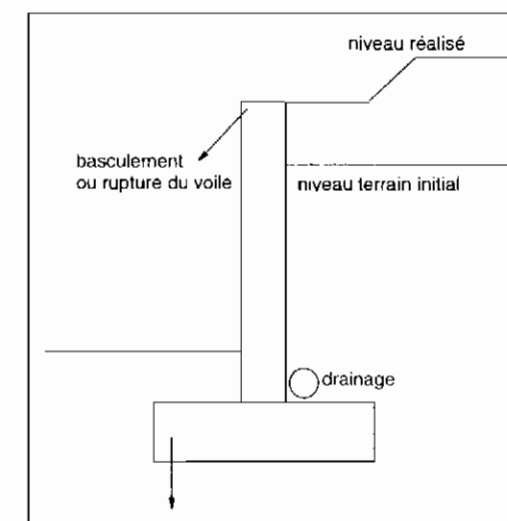 niveau réalisé
basculement
ou rupture du voile
niveau terrain initial
drainage